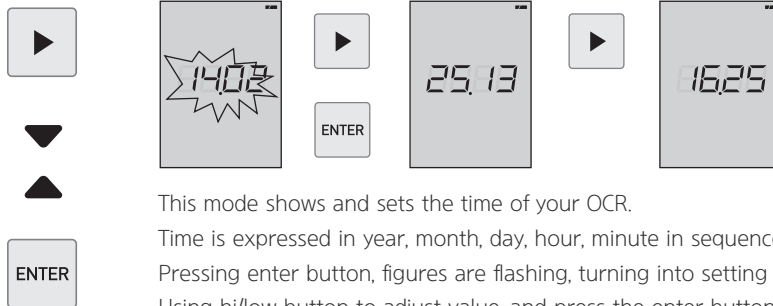 14.02
25.13
16.25
ENTER
ENTER
This mode shows and sets the time of your OCR.
Time is expressed in year, month, day, hour, minute in sequence
Pressing enter button, figures are flashing, turning into setting
Using hi/low button to adjust value, and press the enter button